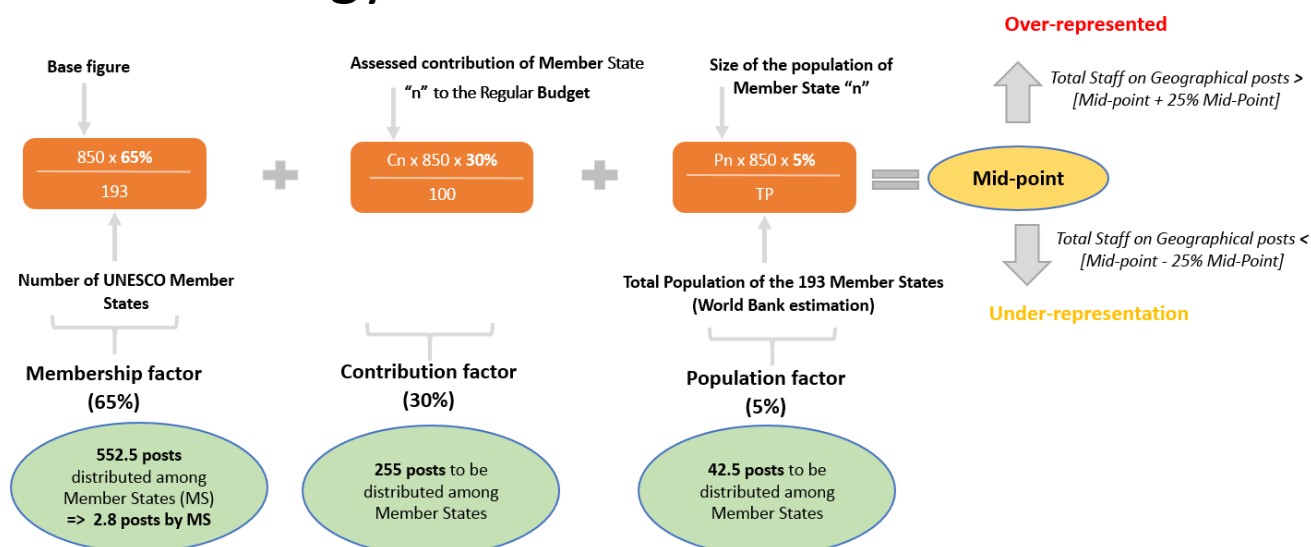 Over-represented
Base figure
Assessed contribution of Member State
“n” to the Regular Budget
Size of the population of
Member State “n”
Total Staff on Geographical posts >
[Mid-point + 25% Mid-Point]
850 x 65%
193
Cn x 850 x 30%
100
Pn x 850 x 5%
TP
Mid-point
Total Staff on Geographical posts <
[Mid-point - 25% Mid-Point]
Number of UNESCO Member
States
Total Population of the 193 Member States
(World Bank estimation)
Under-representation
Membership factor
(65%)
Contribution factor
(30%)
Population factor
(5%)
552.5 posts
distributed among
Member States (MS)
=> 2.8 posts by MS
255 posts to be
distributed among
Member States
42.5 posts to be
distributed among
Member States